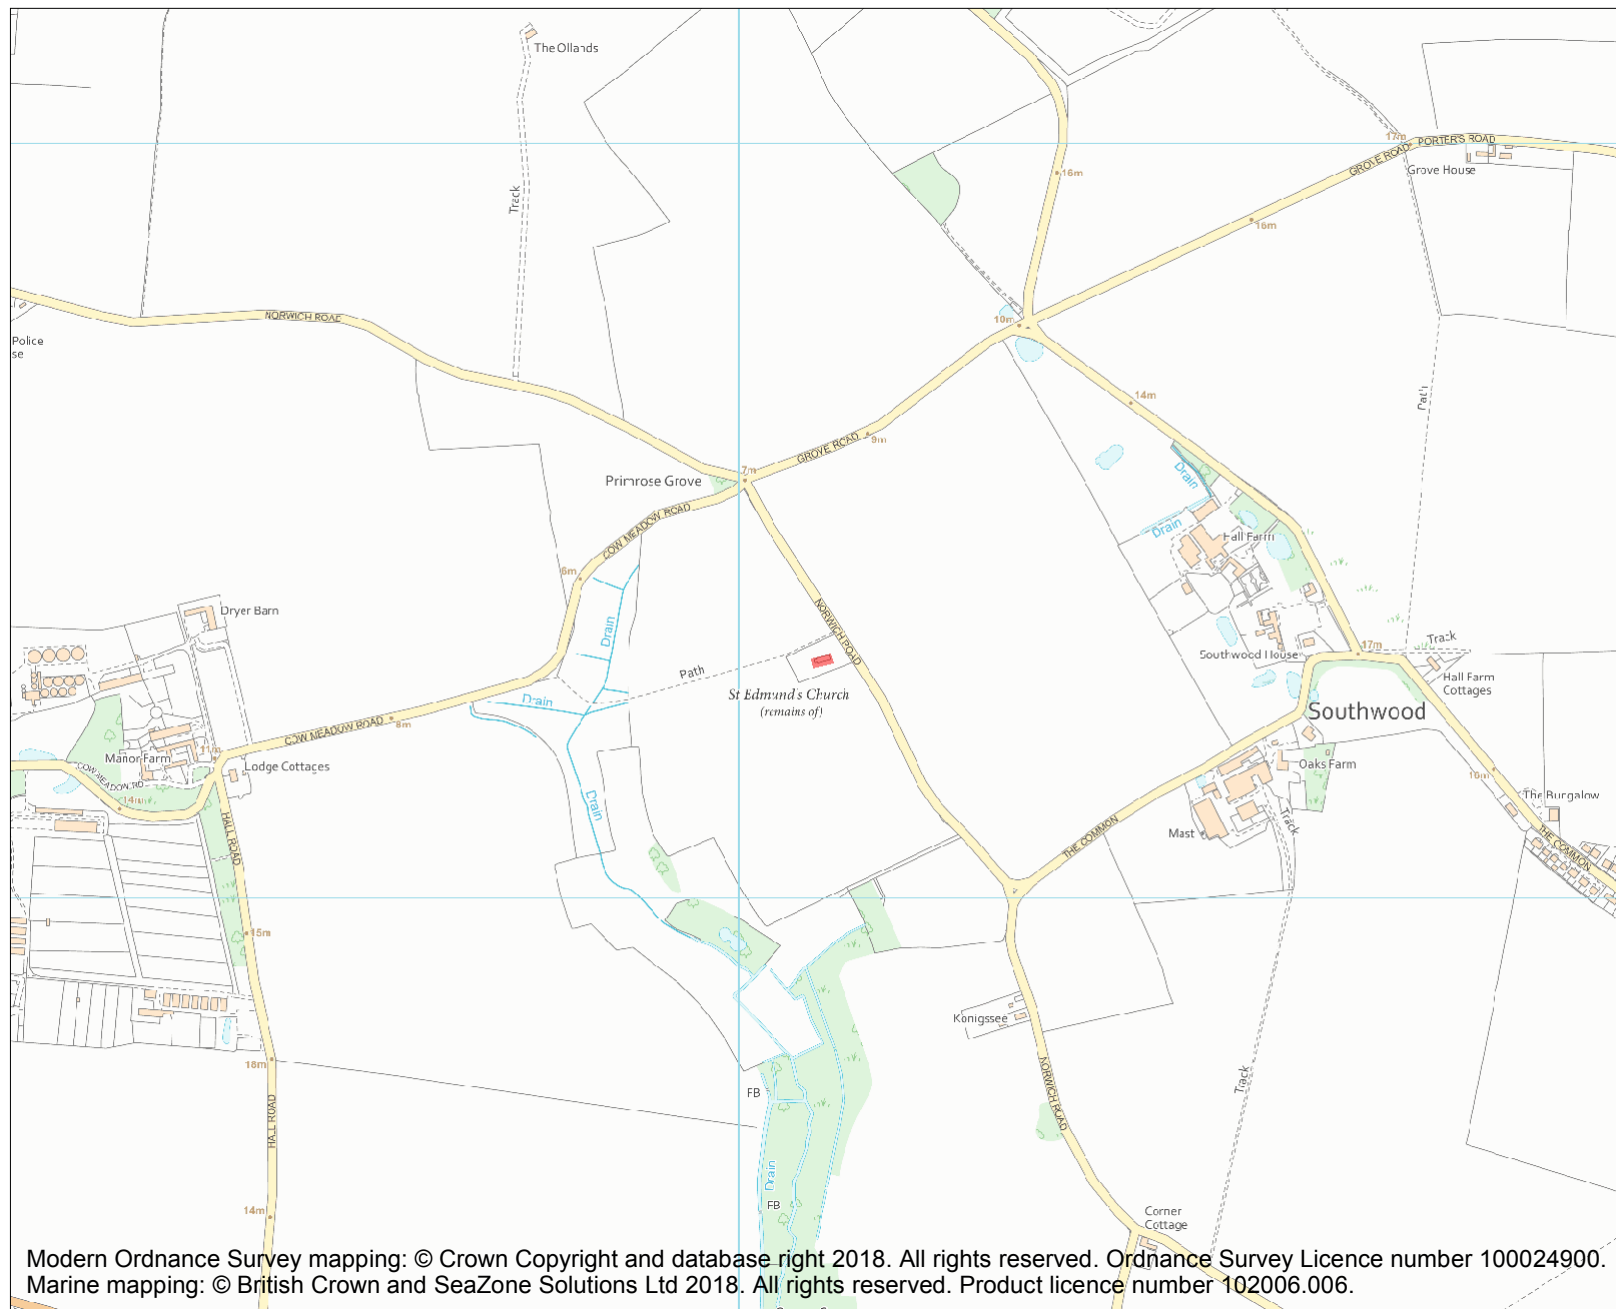 The Ollands
17m
PORTER'S ROAD
GROVE ROAD
Grove House
16m
Track
16m
NORWICH ROAD
10m
Police
se
14m
7m
GROVE ROAD
9m
Primrose Grove
COW MEADOW ROAD
Drain
Drain
Hall Farm
6m
Dryer Barn
Drain
NORWICH ROAD
17m
Track
Southwood House
Path
Hall Farm
Cottages
St Edmund's Church
(remains of)
Drain
Southwood
COW MEADOW ROAD
8m
11m
Manor Farm
Lodge Cottages
Oaks Farm
COW MEADOW RD
14m
The Bungalow
Drain
Track
HALL ROAD
Mast
THE COMMON
THE COMMON
15m
Konigssee
18m
NORWICH ROAD
Track
FB
HALL ROAD
Drain
FB
14m
Corner
Cottage
Modern Ordnance Survey mapping: © Crown Copyright and database right 2018. All rights reserved. Ordnance Survey Licence number 100024900.
Marine mapping: © British Crown and SeaZone Solutions Ltd 2018. All rights reserved. Product licence number 102006.006.